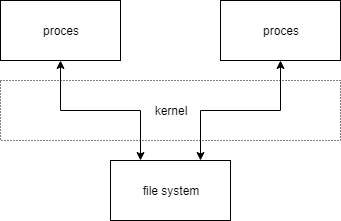 proces
proces
kernel
file system